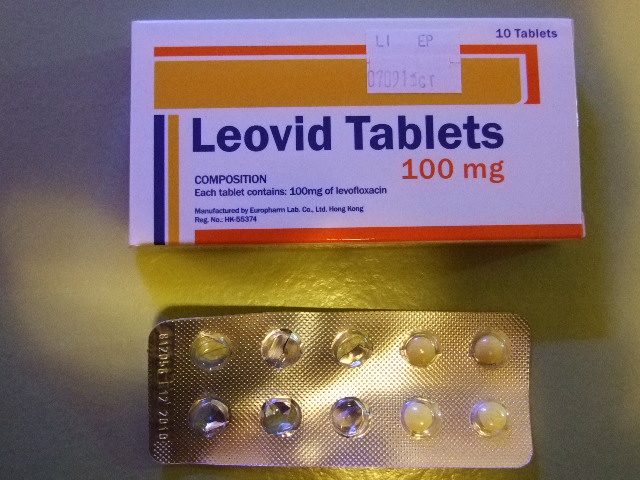 10 Tablets
LI EP
Leovid Tablets
100 mg
COMPOSITION
Each tablet contains: 100mg of levofloxacin
Manufactured by Europharm Lab. Co., Ltd. Hong Kong
Reg. No.: HK-55374